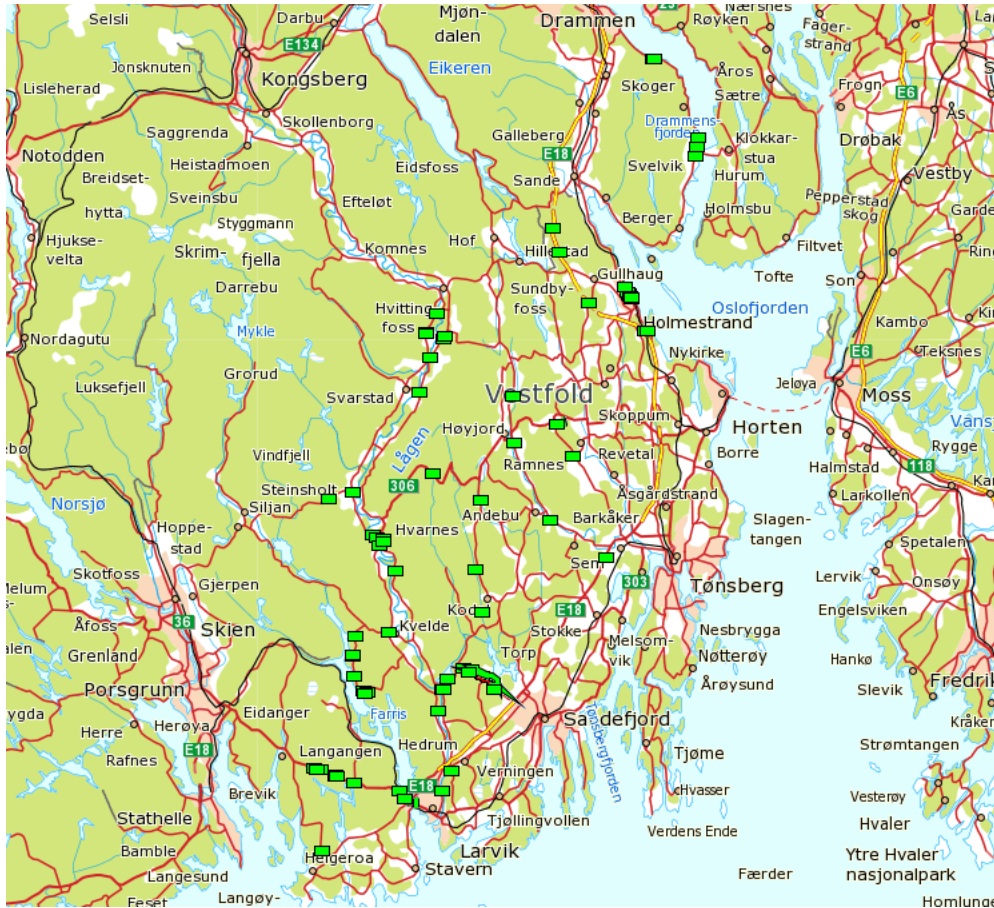 Selsli
Darbu
Mjøn-
dalen
Drammen
23
Røyken
Nærsnes
Fager-
strand
E134
Jonsknuten
Kongsberg
Eikeren
Lisleherad
Skoger
Åros
Sætre
Frogn
E6
Ås
Skollenborg
Saggrenda
Heistadmoen
Galleberg
Drammens-
fjorden
Klokkar-
stua
Drøbak
Notodden
Breidset-
hytta
Sveinsbu
Eidsfoss
E18
Sande
Svelvik
Hurum
Vestby
Pepperstad
skog
Styggmann
Efteløt
Berger
Holmsbu
Garde
Hjukse-
velta
Skrim-
fjella
Komnes
Hof
Hillestad
Filtvet
Tofte
Son
Darrebu
Gullhaug
Sundby-
foss
Oslofjorden
Hvitting
foss
Holmestrand
Kambo
Nordagutu
Mykle
Nykirke
E6
Teksnes
Grorud
Luksefjell
Svarstad
Vestfold
Jeløya
Moss
Skoppum
Horten
Høyjord
Vindfjell
Lågen
Ramnes
Revetal
Borre
Rygge
118
Halmstad
306
Steinsholt
Norsjø
Siljan
Åsgårdstrand
Larkollen
Andebu
Barkåker
Hvarnes
Hoppe-
stad
Slagen-
tangen
Spetalen
Skotfoss
Gjerpen
Sem
303
Tønsberg
Lervik
Onsøy
Melum
36
Åfoss
Skien
Kod
E18
Stokke
Engelsviken
Kvelde
Melsom-
vik
Nesbrygga
Nøtterøy
Grenland
Torp
Hankø
Årøysund
Slevik
Fredrik
Porsgrunn
Farris
Sandefjord
Kråker
Herøya
Eidanger
Herre
E18
Hedrum
Tønsbergfjorden
Tjøme
Strømtangen
Rafnes
Langangen
Verningen
E18
Brevik
Hvasser
Vesterøy
Stathelle
Tjøllingvollen
Verdens Ende
Hvaler
Bamble
Helgeroa
Larvik
Stavern
Langesund
Færder
Ytre Hvaler
nasjonalpark
Langøy-
Homlunge